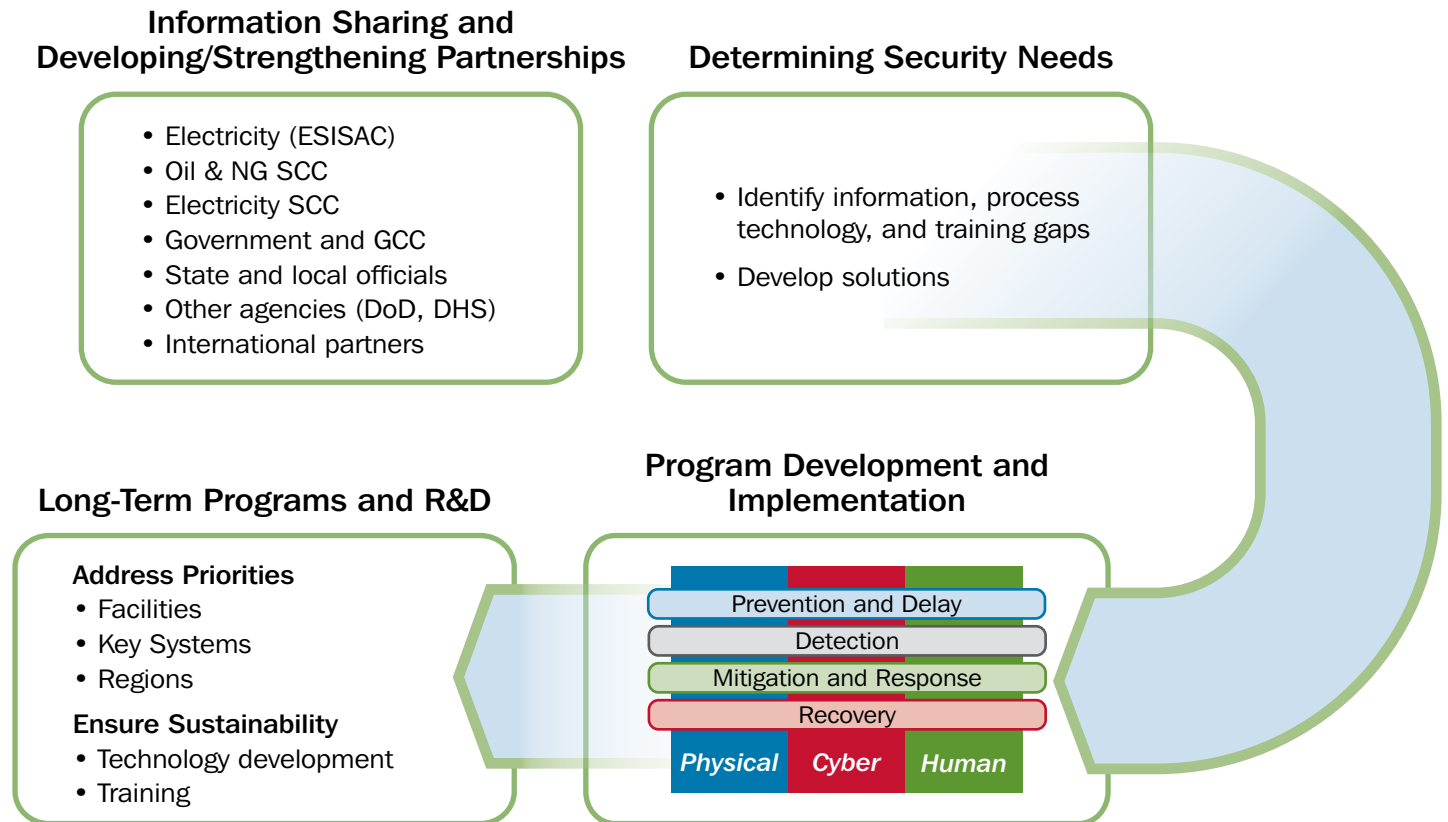 Information Sharing and
Developing/Strengthening Partnerships
• Electricity (ESISAC)
• Oil & NG SCC
• Electricity SCC
• Government and GCC
• State and local officials
• Other agencies (DoD, DHS)
• International partners
Determining Security Needs
• Identify information, process
technology, and training gaps
• Develop solutions
Long-Term Programs and R&D
Address Priorities
• Facilities
• Key Systems
• Regions
Ensure Sustainability
• Technology development
• Training
Program Development and
Implementation
Prevention and Delay
Detection
Mitigation and Response
Recovery
Physical Cyber Human